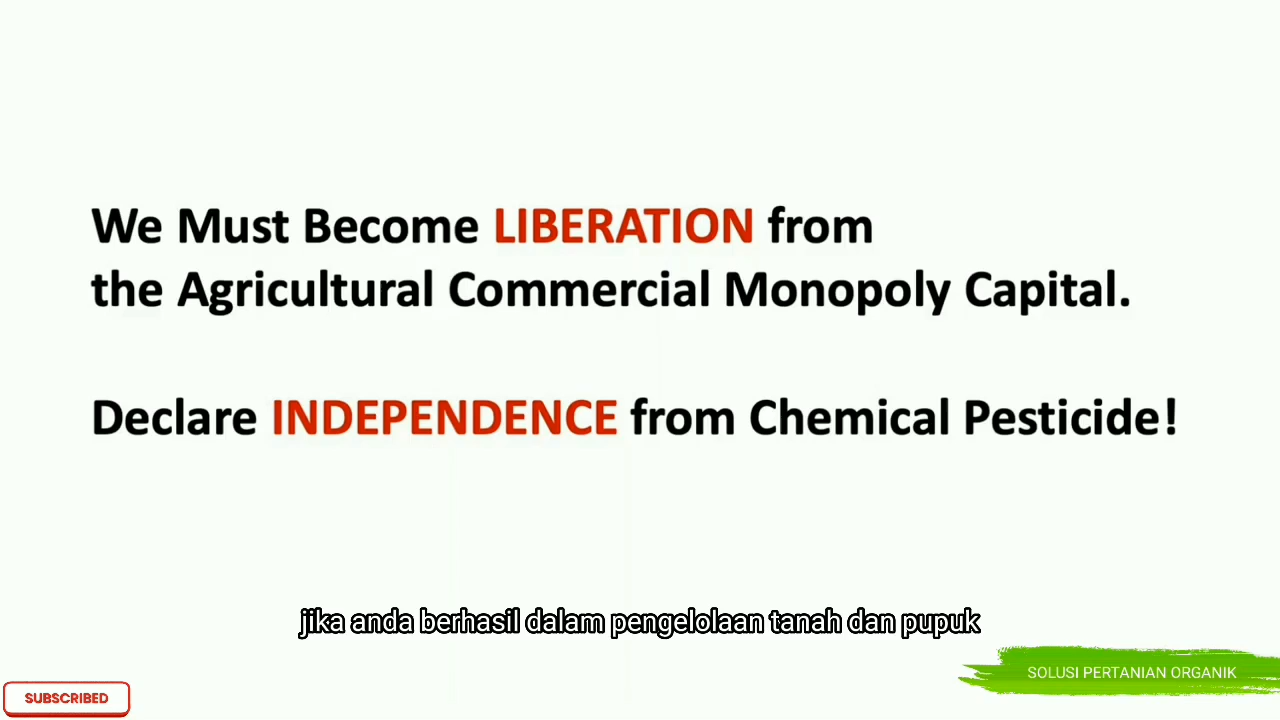 We Must Become LIBERATION from
the Agricultural Commercial Monopoly Capital.
Declare INDEPENDENCE from Chemical Pesticide!
jika anda berhasil dalam pengelolaan tanah dan pupuk
SOLUSI PERTANIAN ORGANIK
SUBSCRIBED